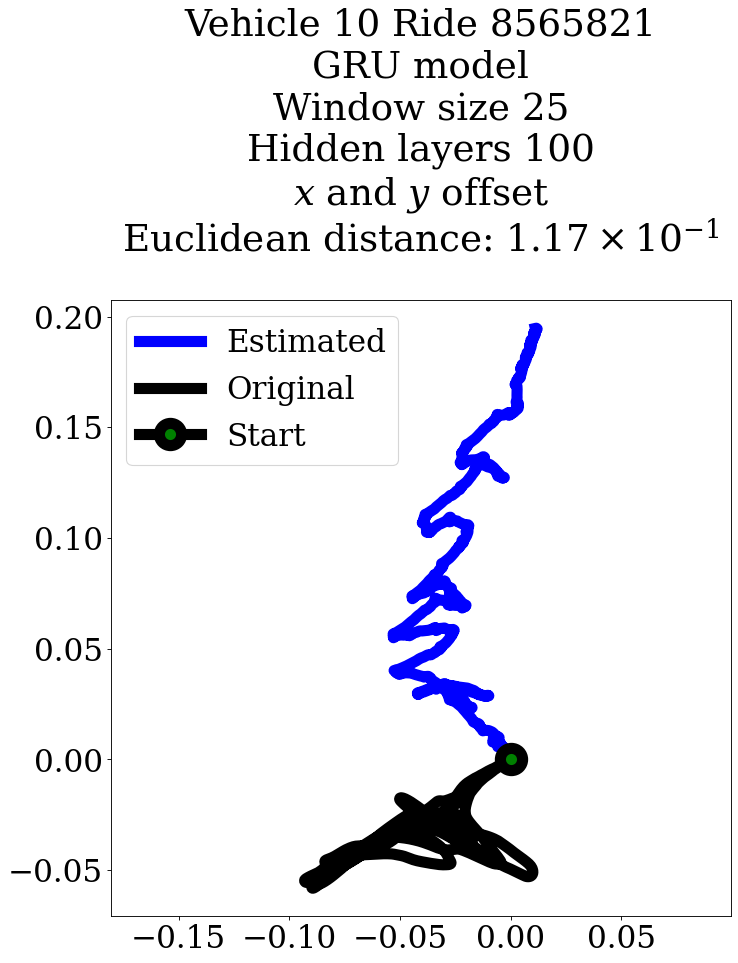 Vehicle 10 Ride 8565821
GRU model
Window size 25
Hidden layers 100
x and y offset
Euclidean distance: 1.17 × 10⁻¹
Estimated
Original
Start
0.20
0.15
0.10
0.05
0.00
−0.05
−0.15 −0.10 −0.05 0.00 0.05